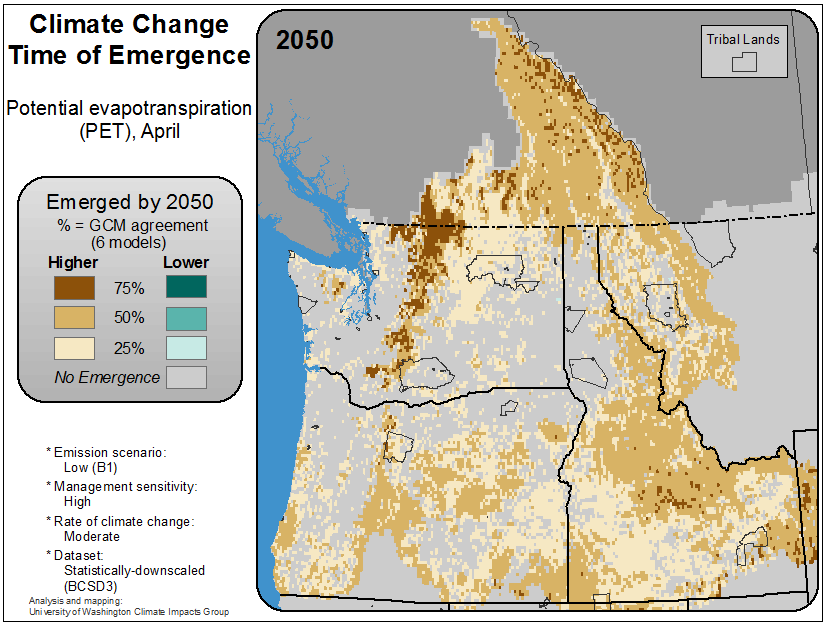 Climate Change
Time of Emergence
Potential evapotranspiration
(PET), April
Emerged by 2050
% = GCM agreement
(6 models)
Higher Lower
75%
50%
25%
No Emergence
* Emission scenario:
Low (B1)
* Management sensitivity:
High
* Rate of climate change:
Moderate
* Dataset:
Statistically-downscaled
(BCSD3)
Analysis and mapping:
University of Washington Climate Impacts Group
2050
Tribal Lands